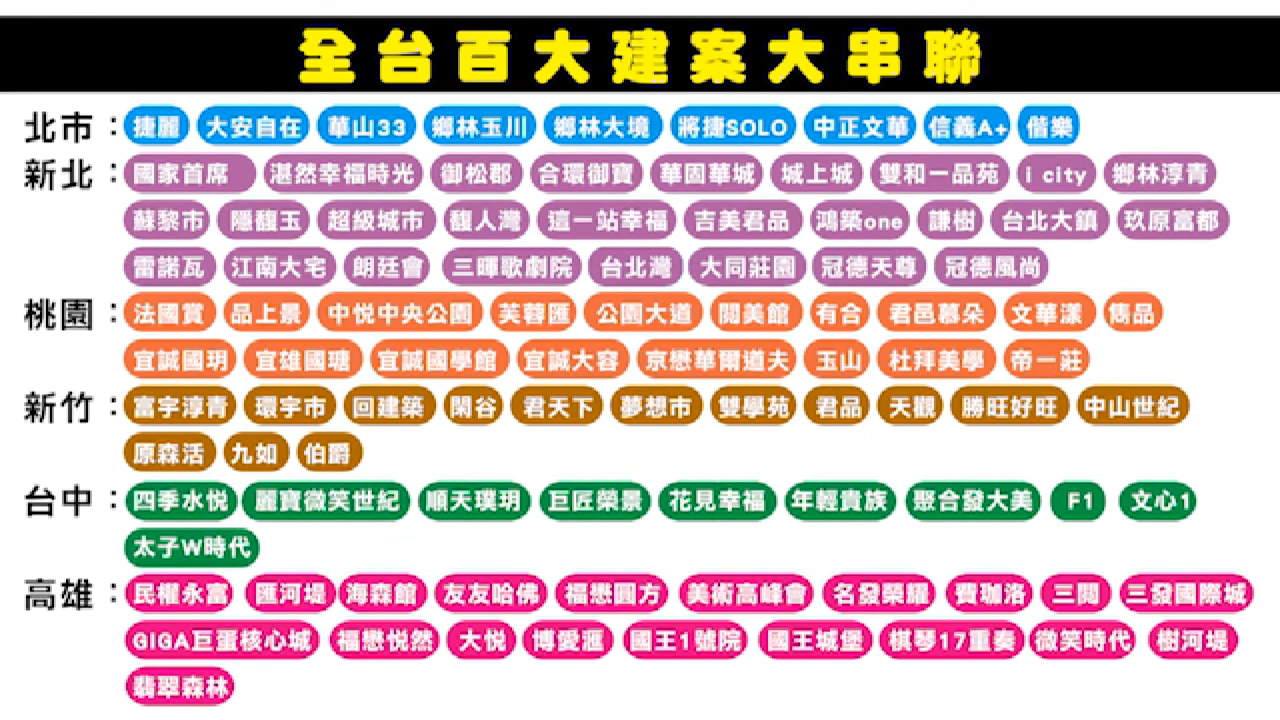 全台百大建案大串聯
北市：捷麗 大安自在 華山33 鄉林玉川 鄉林大境 將捷SOLO 中正文華 信義A+ 偕樂
新北：國家首席 湛然幸福時光 御松郡 合環御寶 華固華城 城上城 雙和一品苑 i city 鄉林淳青
蘇黎市 隱馥玉 超級城市 馥人灣 這一站幸福 吉美君品 鴻築one 謙樹 台北大鎮 玖原富都
雷諾瓦 江南大宅 朗廷會 三暉歌劇院 台北灣 大同莊園 冠德天尊 冠德風尚
桃園：法國賞 品上景 中悅中央公園 芙蓉匯 公園大道 閱美館 有合 君邑慕朵 文華漾 雋品
宜誠國玥 宜雄國瑭 宜誠國學館 宜誠大容 京懋華爾道夫 玉山 杜拜美學 帝一莊
新竹：富宇淳青 環宇市 回建築 閑谷 君天下 夢想市 雙學苑 君品 天觀 勝旺好旺 中山世紀
原森活 九如 伯爵
台中：四季水悅 麗寶微笑世紀 順天璞玥 巨匠榮景 花見幸福 年輕貴族 聚合發大美 F1 文心1
太子W時代
高雄：民權永富 匯河堤 海森館 友友哈佛 福懋圓方 美術高峰會 名發榮耀 費珈洛 三閱 三發國際城
GIGA巨蛋核心城 福懋悅然 大悅 博愛滙 國王1號院 國王城堡 棋琴17重奏 微笑時代 樹河堤
翡翠森林